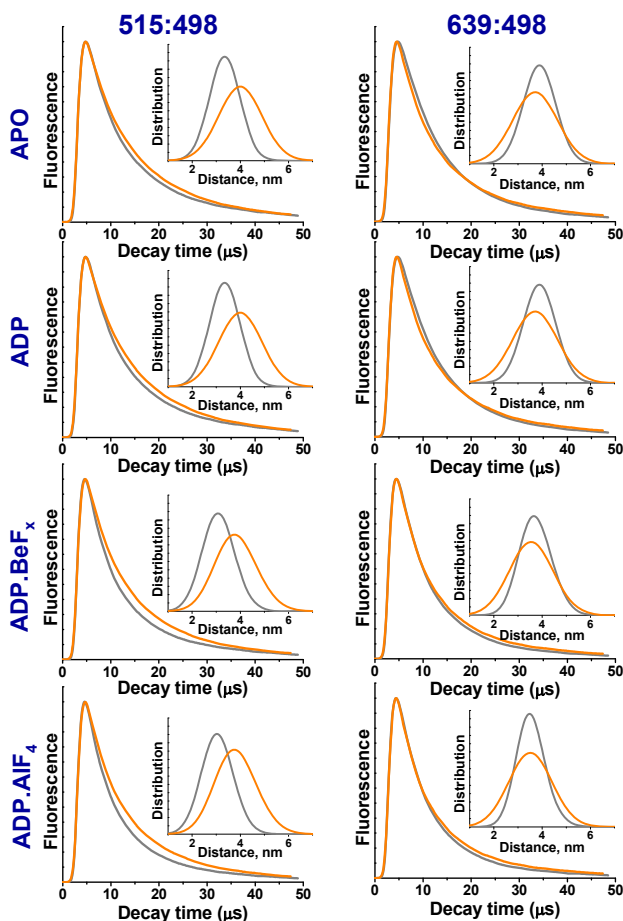 515:498 639:498
APO
Fluorescence
Distribution
2 4 6
Distance, nm
0 10 20 30 40 50
Decay time (μs)
Fluorescence
Distribution
2 4 6
Distance, nm
0 10 20 30 40 50
Decay time (μs)
ADP
Fluorescence
Distribution
2 4 6
Distance, nm
0 10 20 30 40 50
Decay time (μs)
Fluorescence
Distribution
2 4 6
Distance, nm
0 10 20 30 40 50
Decay time (μs)
ADP.BeFₓ
Fluorescence
Distribution
2 4 6
Distance, nm
0 10 20 30 40 50
Decay time (μs)
Fluorescence
Distribution
2 4 6
Distance, nm
0 10 20 30 40 50
Decay time (μs)
ADP.AlF₄
Fluorescence
Distribution
2 4 6
Distance, nm
0 10 20 30 40 50
Decay time (μs)
Fluorescence
Distribution
2 4 6
Distance, nm
0 10 20 30 40 50
Decay time (μs)